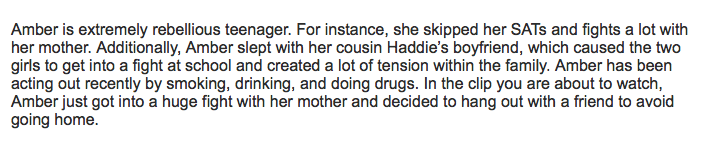 Amber is extremely rebellious teenager. For instance, she skipped her SATs and fights a lot with
her mother. Additionally, Amber slept with her cousin Haddie's boyfriend, which caused the two
girls to get into a fight at school and created a lot of tension within the family. Amber has been
acting out recently by smoking, drinking, and doing drugs. In the clip you are about to watch,
Amber just got into a huge fight with her mother and decided to hang out with a friend to avoid
going home.